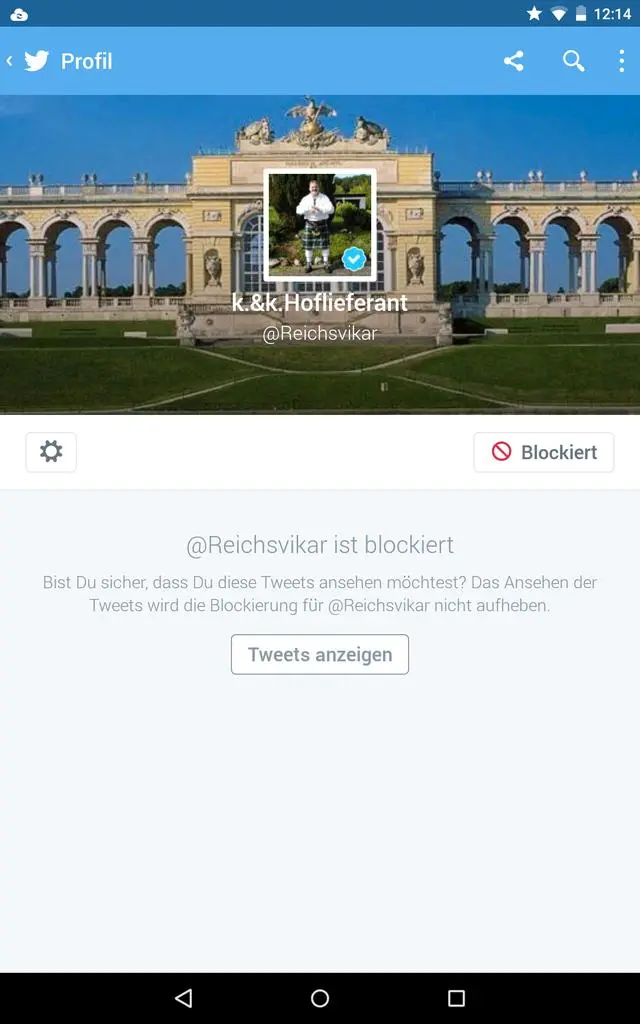 12:14
Profil
k.&k.Hoflieferant
@Reichsvikar
Blockiert
@Reichsvikar ist blockiert
Bist Du sicher, dass Du diese Tweets ansehen möchtest? Das Ansehen der
Tweets wird die Blockierung für @Reichsvikar nicht aufheben.
Tweets anzeigen